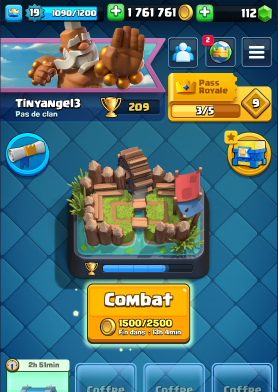 19 1090/1200 1 761 761 112
2
Tinyangel3
Pas de clan
209
Pass
Royale
3/5
9
Combat
1500/2500
Fin dans : 13h 4min
2h 51min
Coffre Coffre Coffre